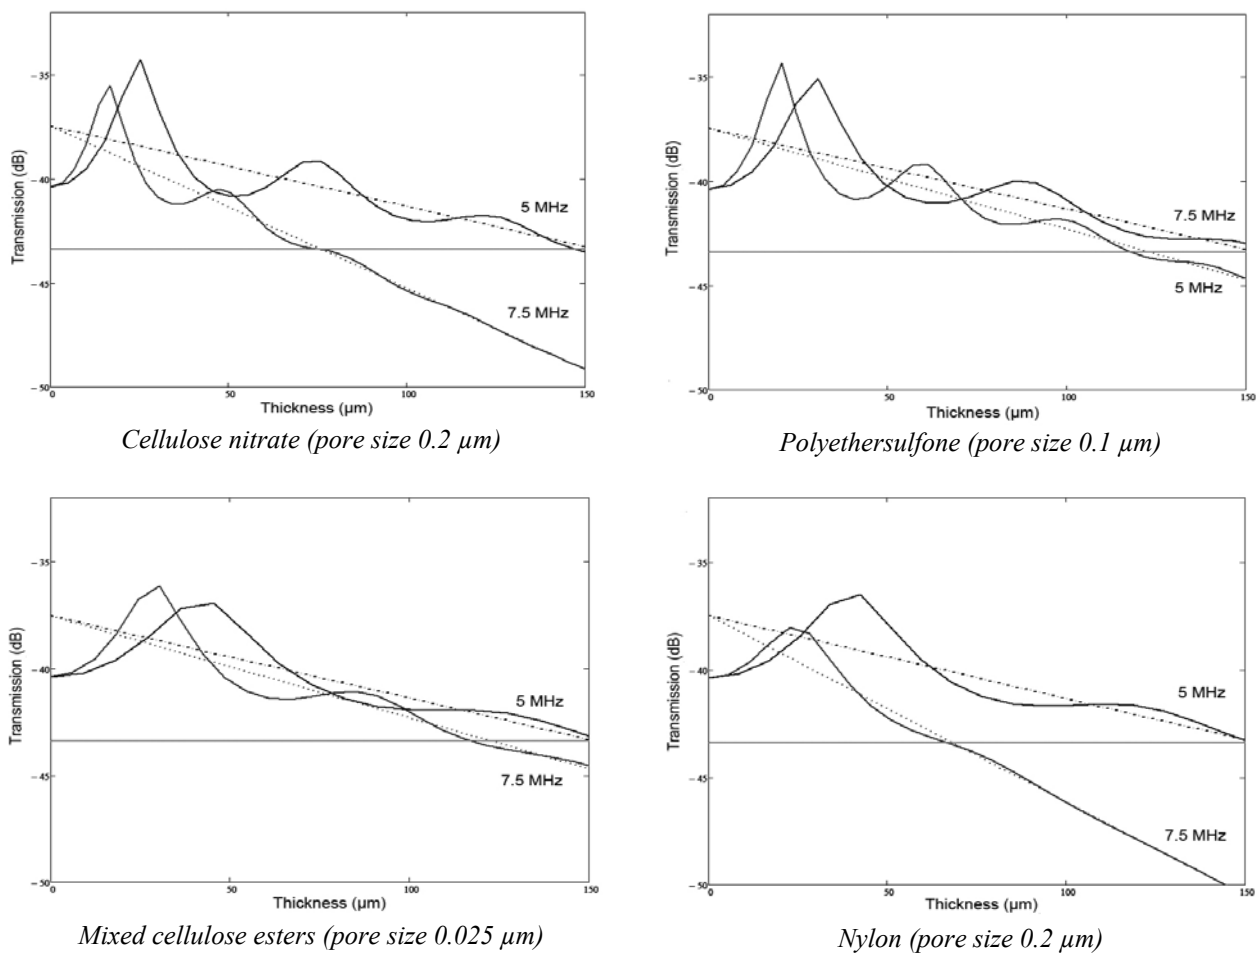 −35
−40
−45
−50
Transmission (dB)
5 MHz
7.5 MHz
0
50
100
150
Thickness (µm)
Cellulose nitrate (pore size 0.2 µm)
−35
−40
−45
−50
Transmission (dB)
7.5 MHz
5 MHz
0
50
100
150
Thickness (µm)
Polyethersulfone (pore size 0.1 µm)
−35
−40
−45
−50
Transmission (dB)
5 MHz
7.5 MHz
0
50
100
150
Thickness (µm)
Mixed cellulose esters (pore size 0.025 µm)
−35
−40
−45
−50
Transmission (dB)
5 MHz
7.5 MHz
0
50
100
150
Thickness (µm)
Nylon (pore size 0.2 µm)